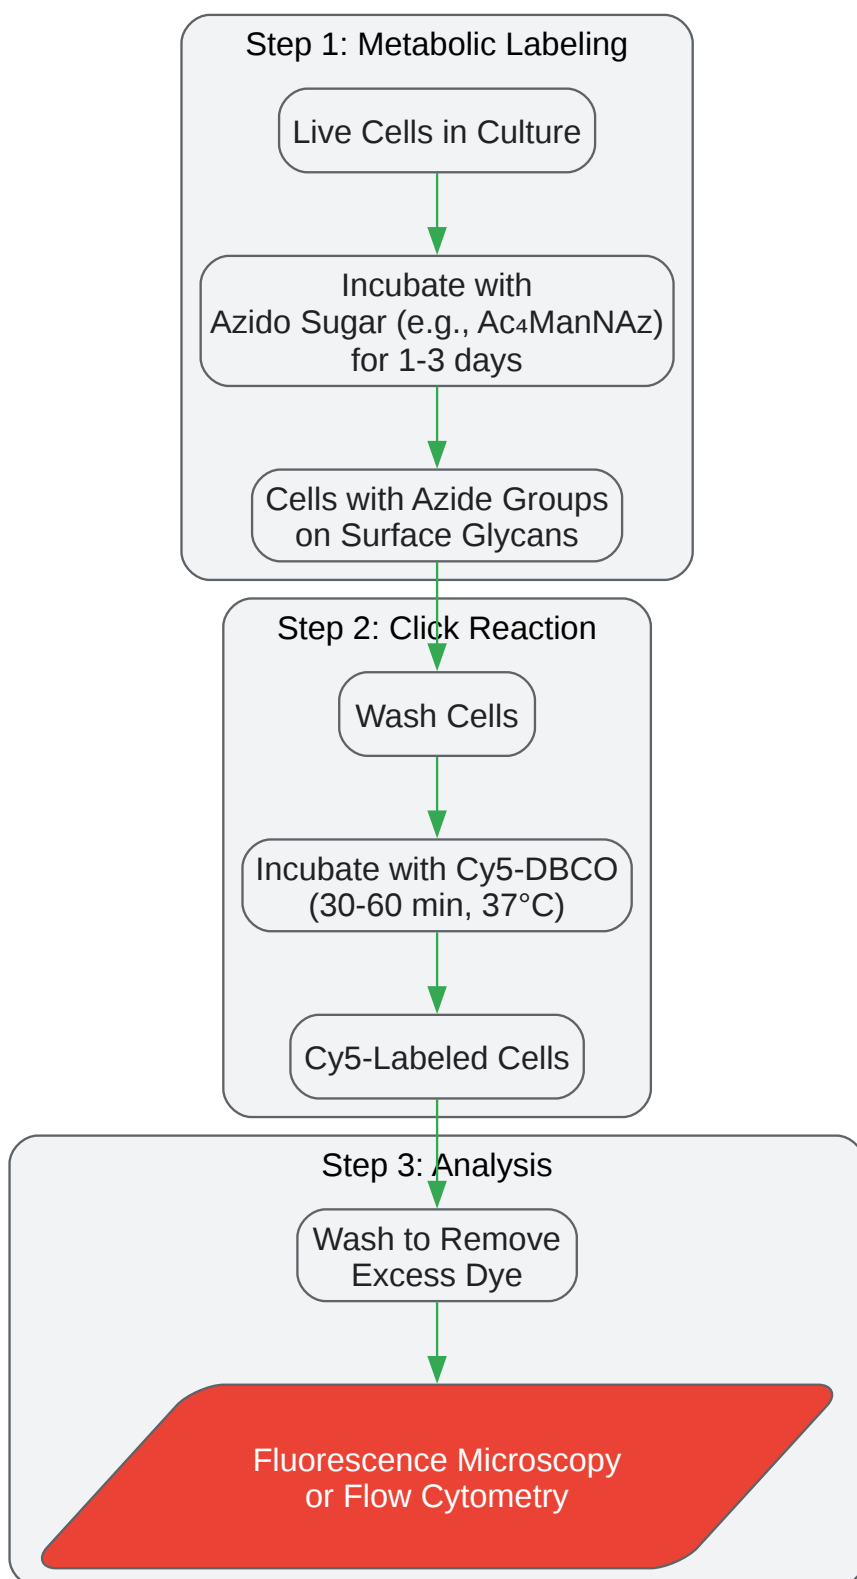 Step 1: Metabolic Labeling
Live Cells in Culture
Incubate with
Azido Sugar (e.g., Ac₄ManNAz)
for 1-3 days
Cells with Azide Groups
on Surface Glycans
Step 2: Click Reaction
Wash Cells
Incubate with Cy5-DBCO
(30-60 min, 37°C)
Cy5-Labeled Cells
Step 3: Analysis
Wash to Remove
Excess Dye
Fluorescence Microscopy
or Flow Cytometry